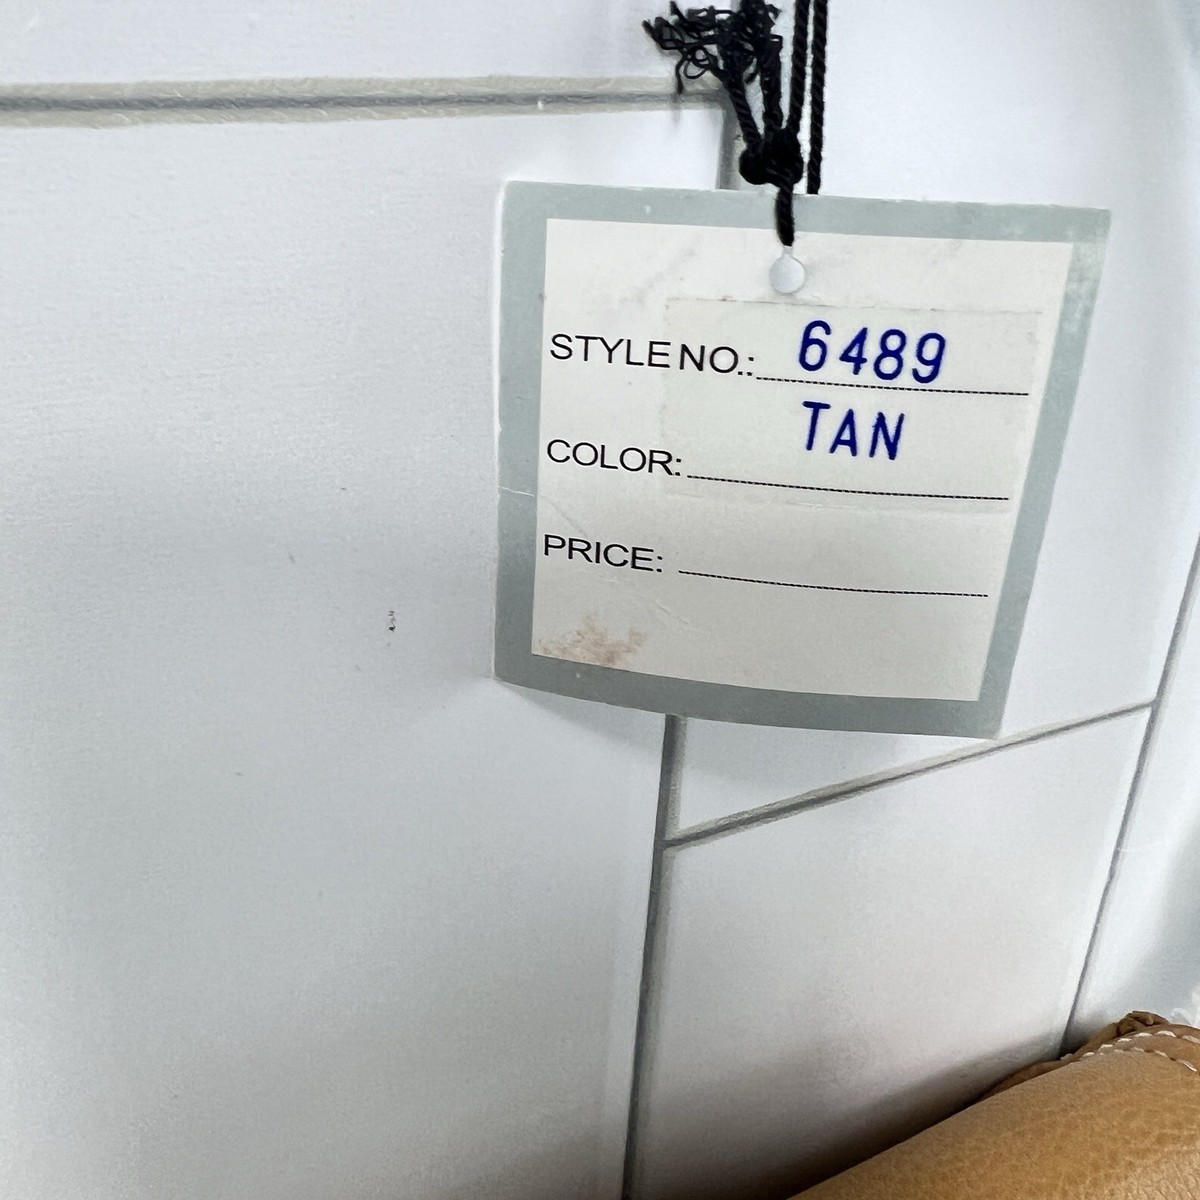 STYLE NO.: 6489
TAN
COLOR:
PRICE: